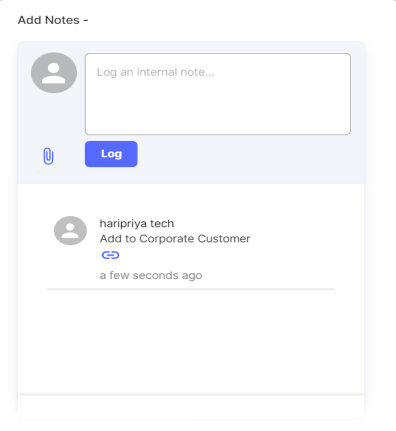 Add Notes -
Log an internal note...
Log
haripriya tech
Add to Corporate Customer
a few seconds ago